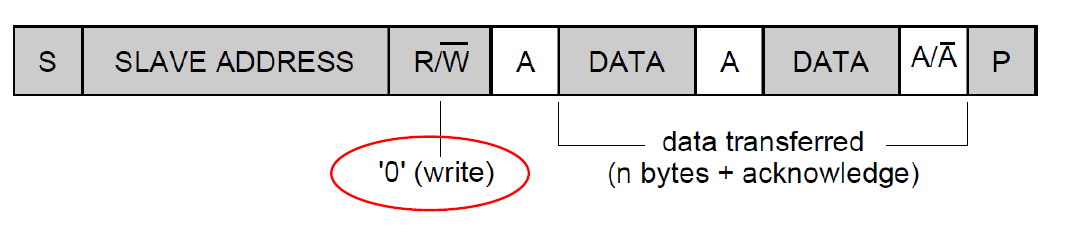 S SLAVE ADDRESS R/W̅ A DATA A DATA A/A̅ P
'0' (write)
data transferred
(n bytes + acknowledge)